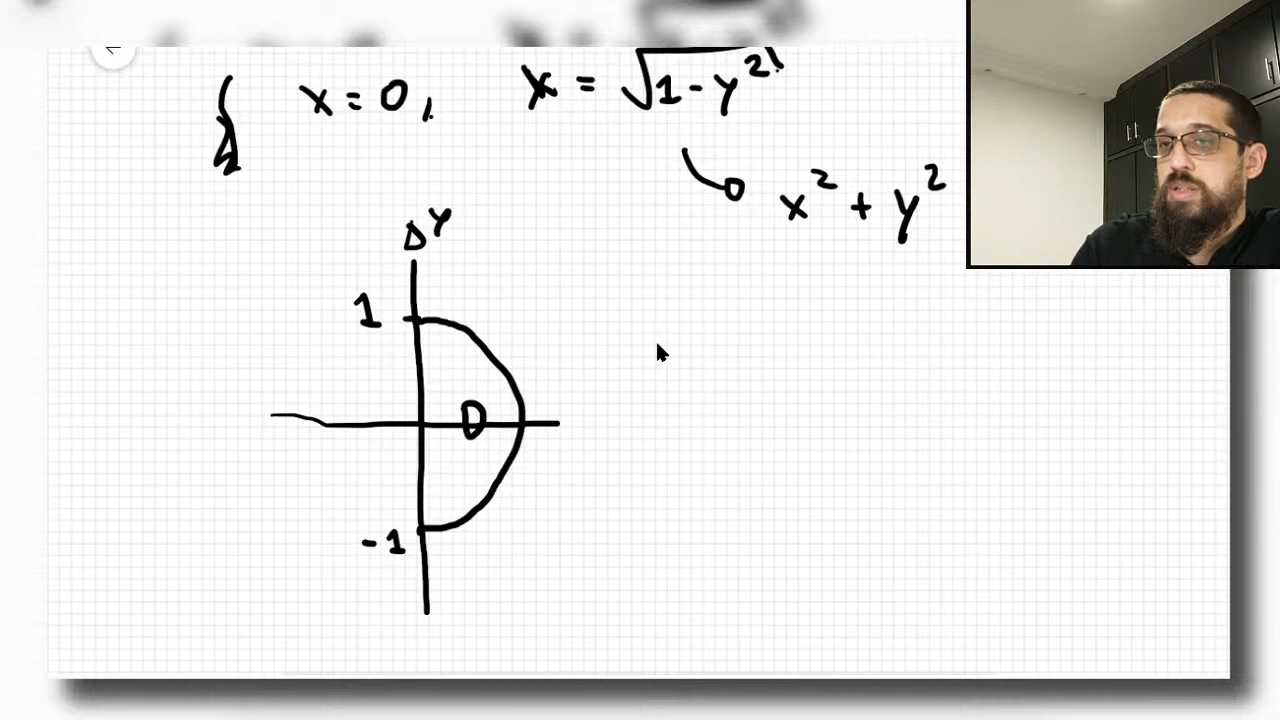 { x = 0, x = √1 - y²
x² + y²
y
1
D
-1